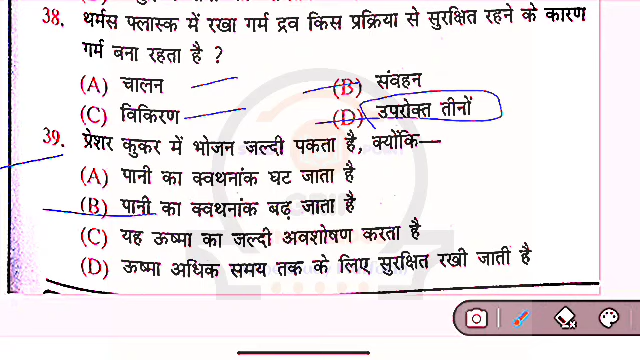 38. थर्मस फ्लास्क में रखा गर्म द्रव किस प्रक्रिया से सुरक्षित रहने के कारण
गर्म बना रहता है ?
(A) चालन (B) संवहन
(C) विकिरण (D) उपरोक्त तीनों
39. प्रेशर कुकर में भोजन जल्दी पकता है, क्योंकि—
(A) पानी का क्वथनांक घट जाता है
(B) पानी का क्वथनांक बढ़ जाता है
(C) यह ऊष्मा का जल्दी अवशोषण करता है
(D) ऊष्मा अधिक समय तक के लिए सुरक्षित रखी जाती है